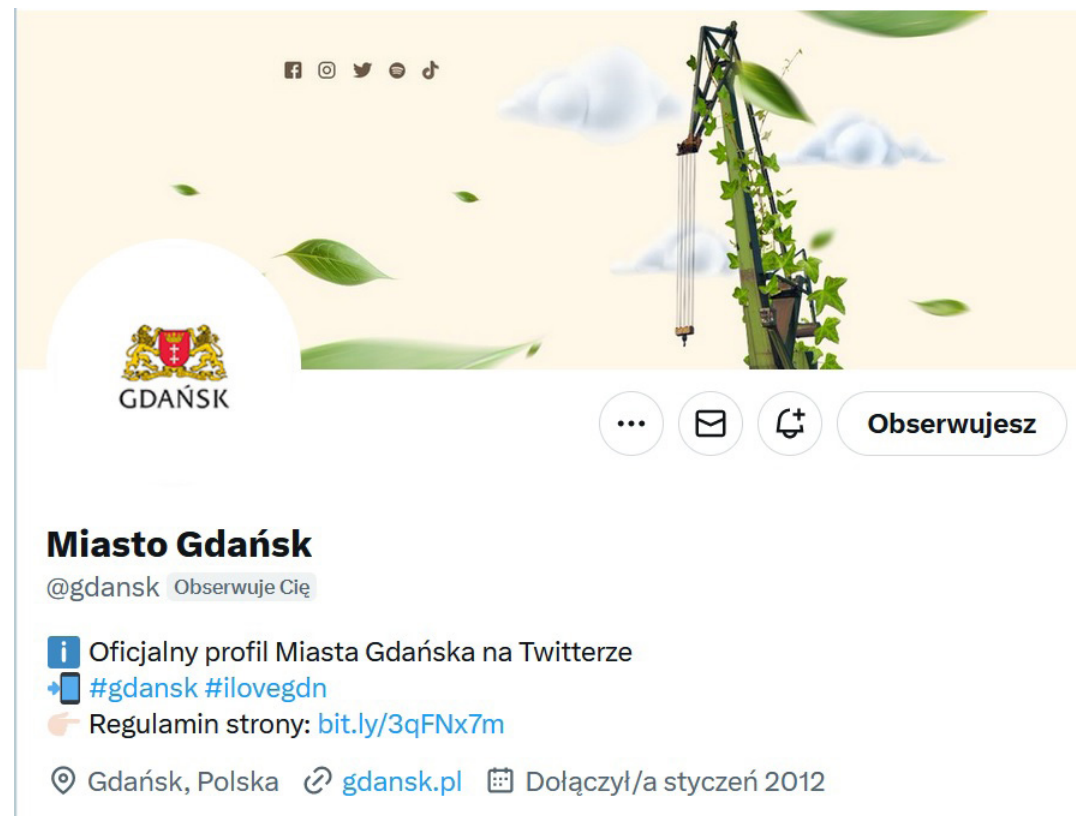 GDAŃSK
Obserwujesz
Miasto Gdańsk
@gdansk Obserwuje Cię
Oficjalny profil Miasta Gdańska na Twitterze
#gdansk #ilovegdn
Regulamin strony: bit.ly/3qFNx7m
Gdańsk, Polska gdansk.pl Dołączył/a styczeń 2012